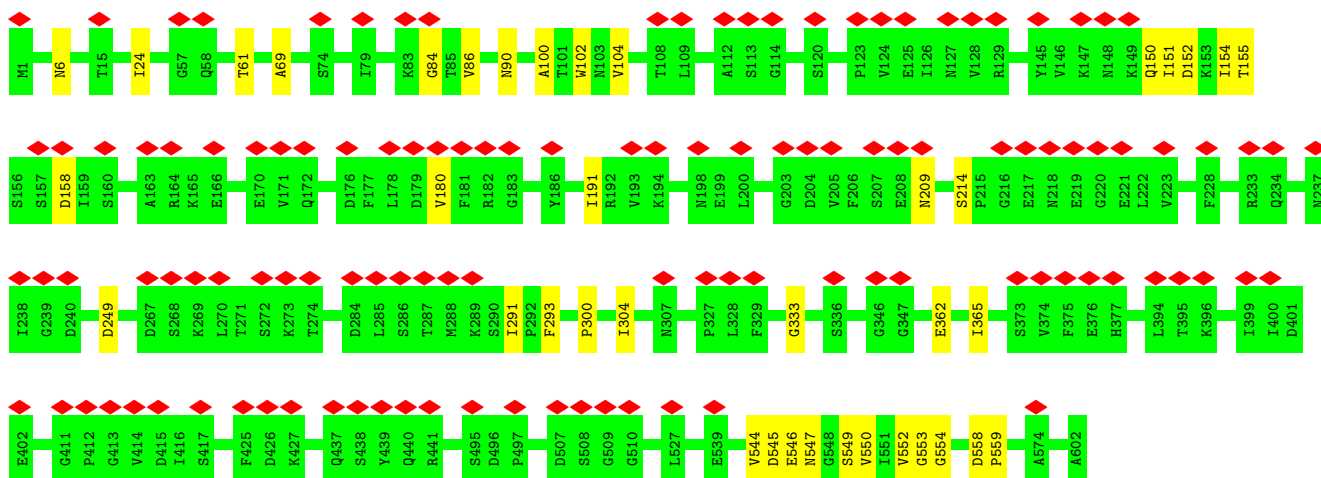 M1 N6 T15 I24 G57 Q58 T61 A69 S74 I79 K83 G84 T85 V86 N90 A100 T101 W102 N103 V104 T108 L109 A112 S113 G114 S120 P123 V124 E125 I126 N127 V128 R129 Y145 V146 K147 N148 K149 Q150 I151 D152 K153 I154 T155
S156 S157 D158 I159 S160 A163 R164 K165 E166 E170 V171 Q172 D176 F177 L178 D179 V180 F181 R182 G183 Y186 I191 R192 V193 K194 N198 E199 L200 G203 D204 V205 F206 S207 E208 N209 S214 P215 G216 E217 N218 E219 G220 E221 L222 V223 F228 R233 Q234 N237
I238 G239 D240 D249 D267 S268 K269 L270 T271 S272 K273 T274 D284 L285 S286 T287 M288 K289 S290 I291 P292 F293 P300 I304 N307 P327 L328 F329 G333 S336 G346 G347 E362 I365 S373 V374 F375 E376 H377 L394 T395 K396 I399 I400 D401
E402 G411 P412 G413 V414 D415 I416 S417 F425 D426 K427 Q437 S438 Y439 Q440 R441 S495 D496 P497 D507 S508 G509 G510 L527 E539 V544 D545 E546 N547 G548 S549 V550 I551 V552 G553 G554 D558 P559 A574 A602